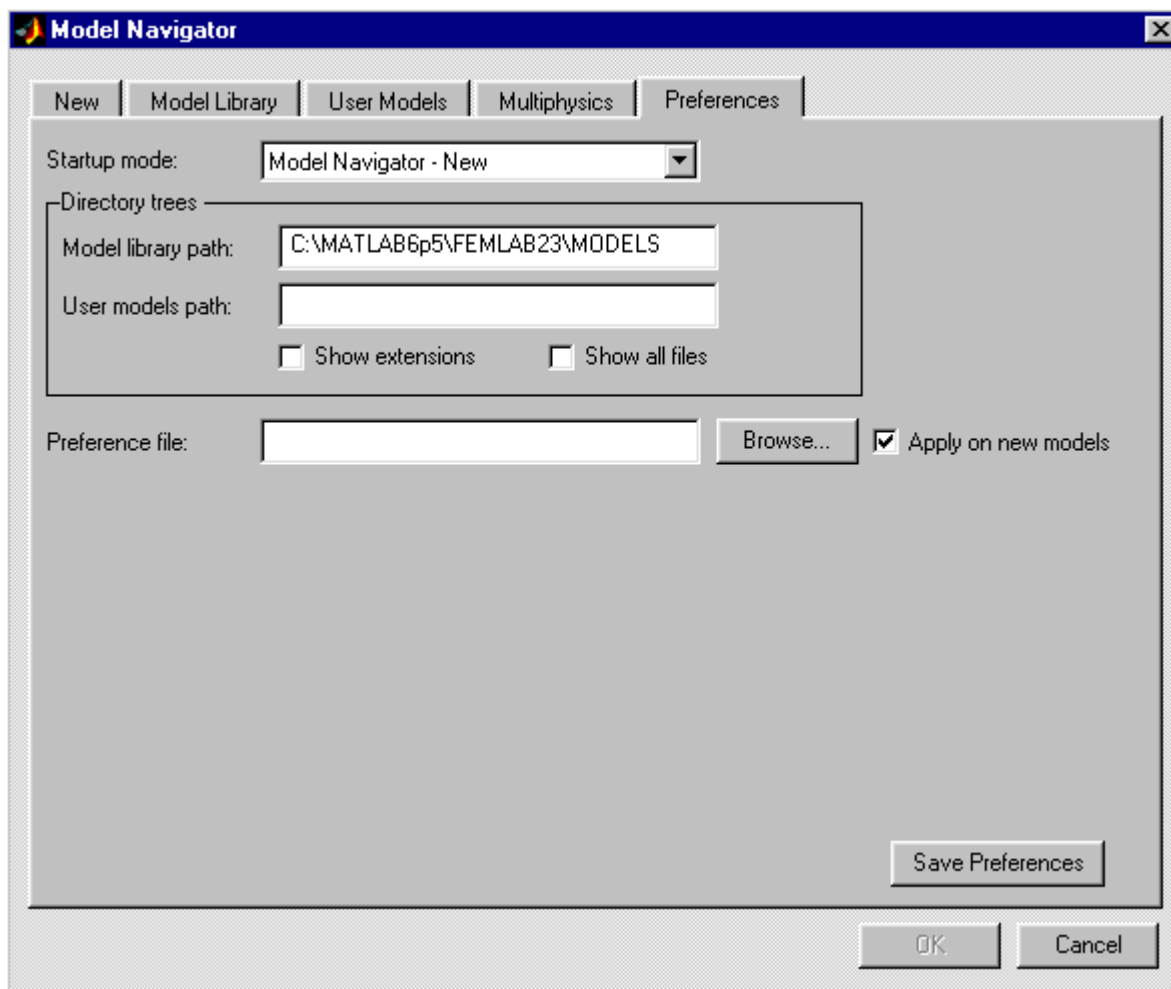 Model Navigator
New Model Library User Models Multiphysics Preferences
Startup mode: Model Navigator - New
Directory trees
Model library path: C:\MATLAB6p5\FEMLAB23\MODELS
User models path:
Show extensions Show all files
Preference file: Browse... Apply on new models
Save Preferences
OK Cancel